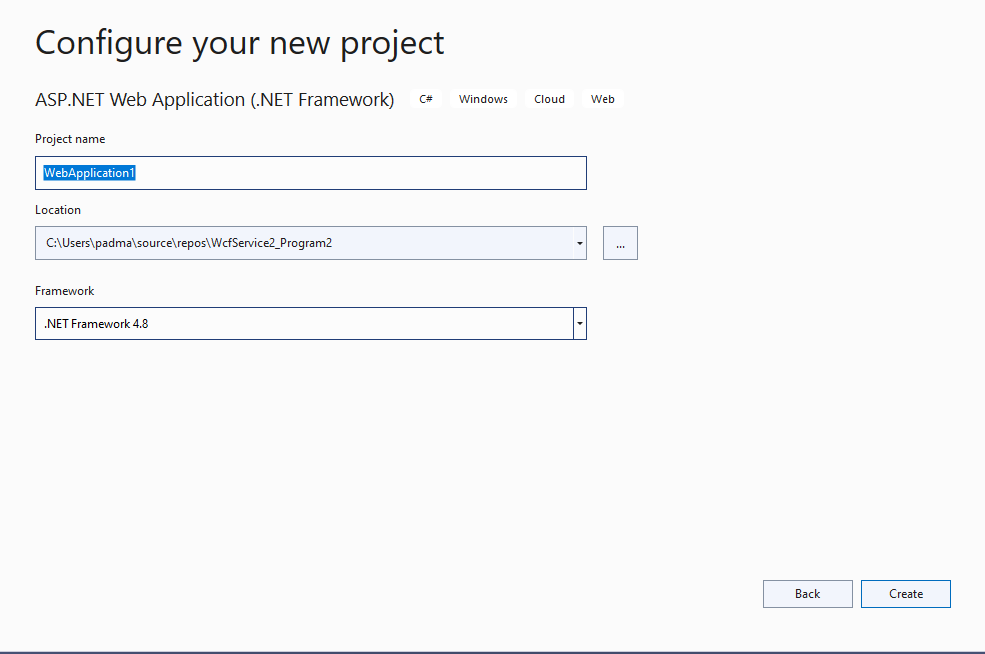 Configure your new project
ASP.NET Web Application (.NET Framework) C# Windows Cloud Web
Project name
WebApplication1
Location
C:\Users\padma\source\repos\WcfService2_Program2
...
Framework
.NET Framework 4.8
Back Create